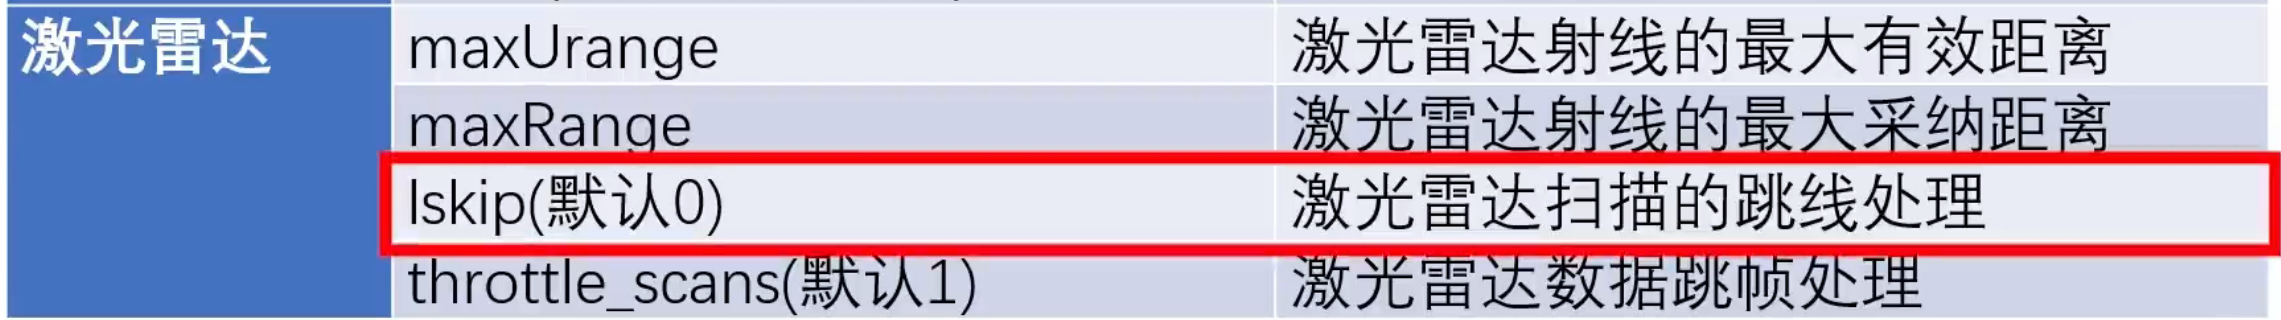 激光雷达 maxUrange 激光雷达射线的最大有效距离
maxRange 激光雷达射线的最大采纳距离
lskip(默认0) 激光雷达扫描的跳线处理
throttle_scans(默认1) 激光雷达数据跳帧处理